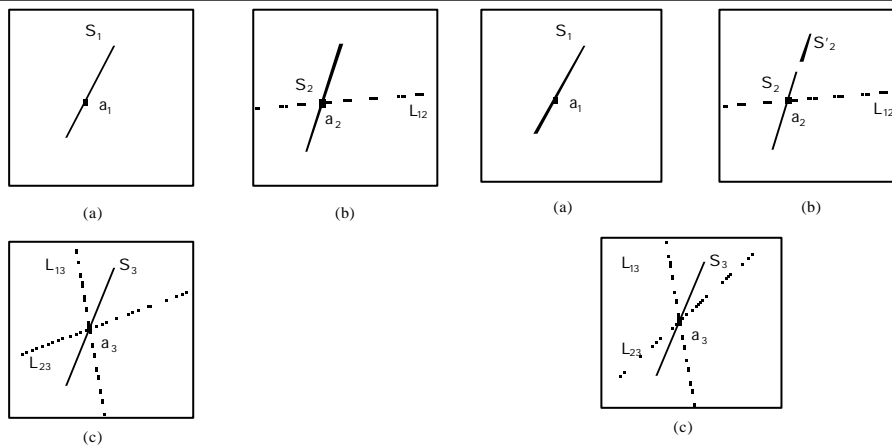 S₁
a₁
(a)
S₂
a₂
L₁₂
(b)
S₁
a₁
(a)
S'₂
S₂
a₂
L₁₂
(b)
L₁₃
S₃
a₃
L₂₃
(c)
L₁₃
S₃
a₃
L₂₃
(c)